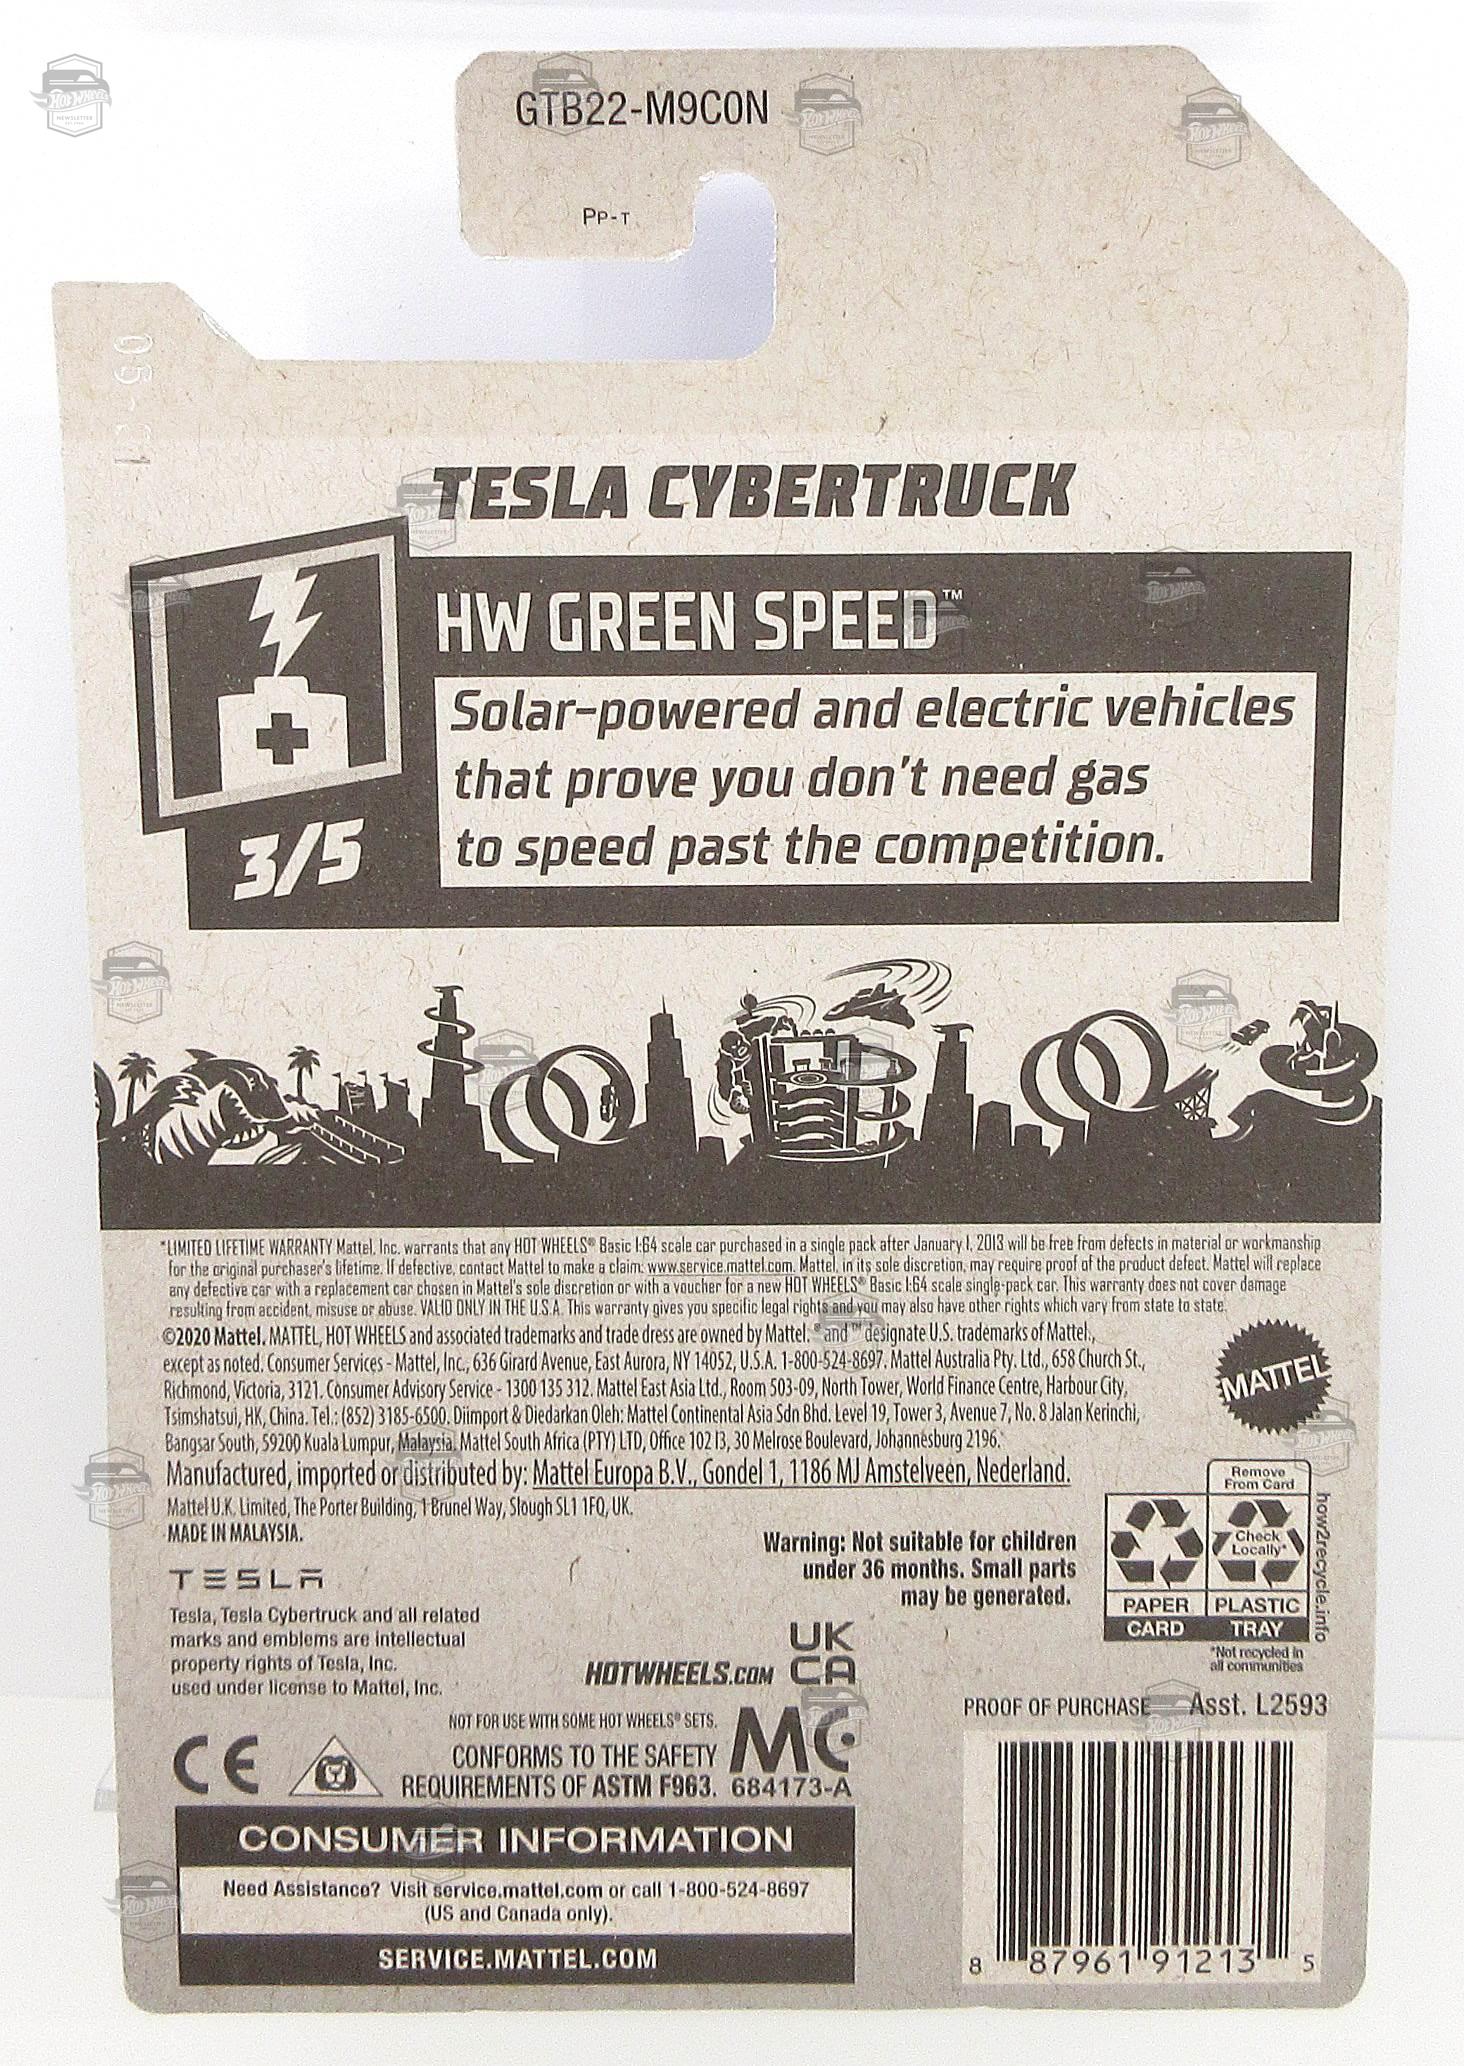 GTB22-M9C0N
PP-T
TESLA CYBERTRUCK
HW GREEN SPEED™
Solar-powered and electric vehicles
that prove you don't need gas
to speed past the competition.
3/5
*LIMITED LIFETIME WARRANTY Mattel, Inc. warrants that any HOT WHEELS® Basic 1:64 scale car purchased in a single pack after January 1, 2013 will be free from defects in material or workmanship
for the original purchaser's lifetime. If defective, contact Mattel to make a claim: www.service.mattel.com. Mattel, in its sole discretion, may require proof of the product defect. Mattel will replace
any defective car with a replacement car chosen in Mattel's sole discretion or with a voucher for a new HOT WHEELS® Basic 1:64 scale single-pack car. This warranty does not cover damage
resulting from accident, misuse or abuse. VALID ONLY IN THE U.S.A. This warranty gives you specific legal rights and you may also have other rights which vary from state to state.
©2020 Mattel. MATTEL, HOT WHEELS and associated trademarks and trade dress are owned by Mattel. ® and ™ designate U.S. trademarks of Mattel.,
except as noted. Consumer Services - Mattel, Inc., 636 Girard Avenue, East Aurora, NY 14052, U.S.A. 1-800-524-8697. Mattel Australia Pty. Ltd., 658 Church St.,
Richmond, Victoria, 3121. Consumer Advisory Service - 1300 135 312. Mattel East Asia Ltd., Room 503-09, North Tower, World Finance Centre, Harbour City,
Tsimshatsui, HK, China. Tel.: (852) 3185-6500. Diimport & Diedarkan Oleh: Mattel Continental Asia Sdn Bhd. Level 19, Tower 3, Avenue 7, No. 8 Jalan Kerinchi,
Bangsar South, 59200 Kuala Lumpur, Malaysia. Mattel South Africa (PTY) LTD, Office 102 I3, 30 Melrose Boulevard, Johannesburg 2196.
Manufactured, imported or distributed by: Mattel Europa B.V., Gondel 1, 1186 MJ Amstelveen, Nederland.
Mattel U.K. Limited, The Porter Building, 1 Brunel Way, Slough SL1 1FQ, UK.
MADE IN MALAYSIA.
MATTEL
TESLA
Tesla, Tesla Cybertruck and all related
marks and emblems are intellectual
property rights of Tesla, Inc.
used under license to Mattel, Inc.
Warning: Not suitable for children
under 36 months. Small parts
may be generated.
Remove
From Card
Check
Locally*
PAPER
PLASTIC
CARD
TRAY
how2recycle.info
*Not recycled in
all communities
HOTWHEELS.COM
UK
CA
NOT FOR USE WITH SOME HOT WHEELS® SETS.
CE
CONFORMS TO THE SAFETY
REQUIREMENTS OF ASTM F963.
MC
684173-A
PROOF OF PURCHASE
Asst. L2593
CONSUMER INFORMATION
Need Assistance? Visit service.mattel.com or call 1-800-524-8697
(US and Canada only).
SERVICE.MATTEL.COM
8 87961 91213 5
HOT WHEELS
NEWSLETTER